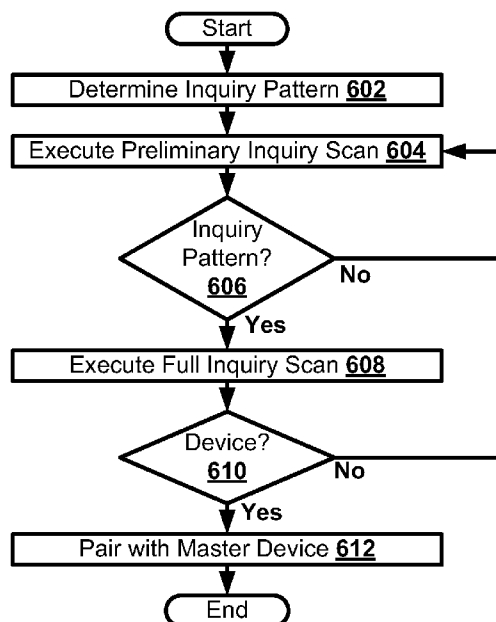 Start
Determine Inquiry Pattern 602
Execute Preliminary Inquiry Scan 604
Inquiry
Pattern?
606
No
Yes
Execute Full Inquiry Scan 608
Device?
610
No
Yes
Pair with Master Device 612
End